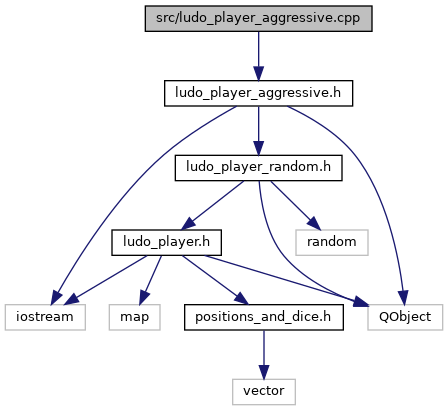 src/ludo_player_aggressive.cpp
ludo_player_aggressive.h
ludo_player_random.h
ludo_player.h
random
iostream
map
positions_and_dice.h
QObject
vector